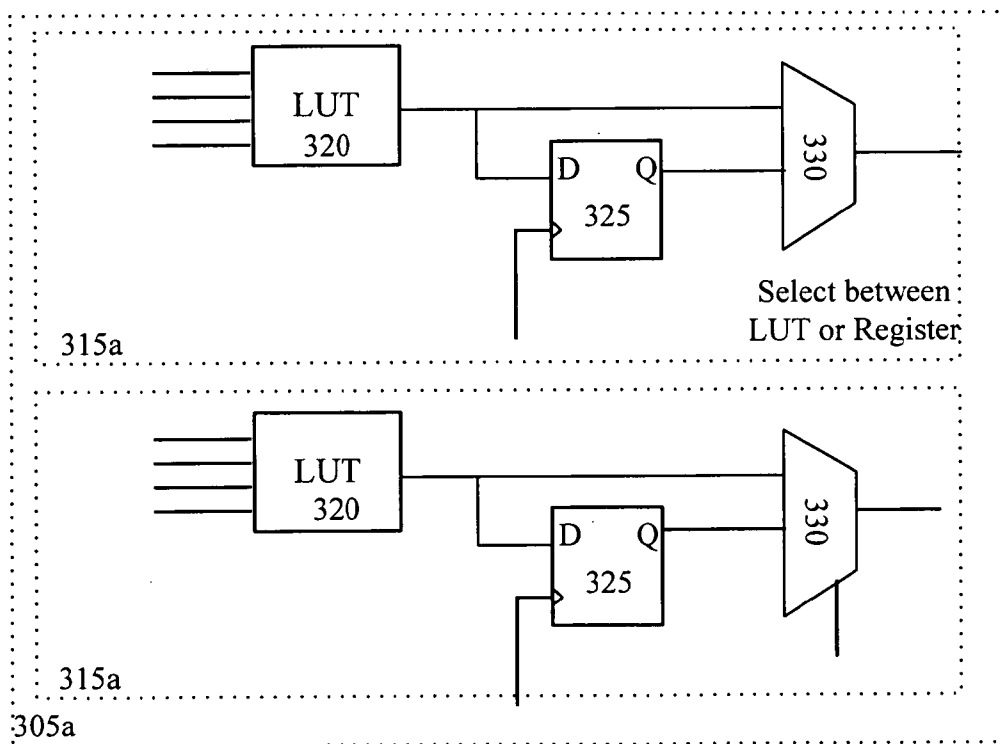 LUT
320
330
D Q
325
Select between
LUT or Register
315a
LUT
320
330
D Q
325
315a
305a